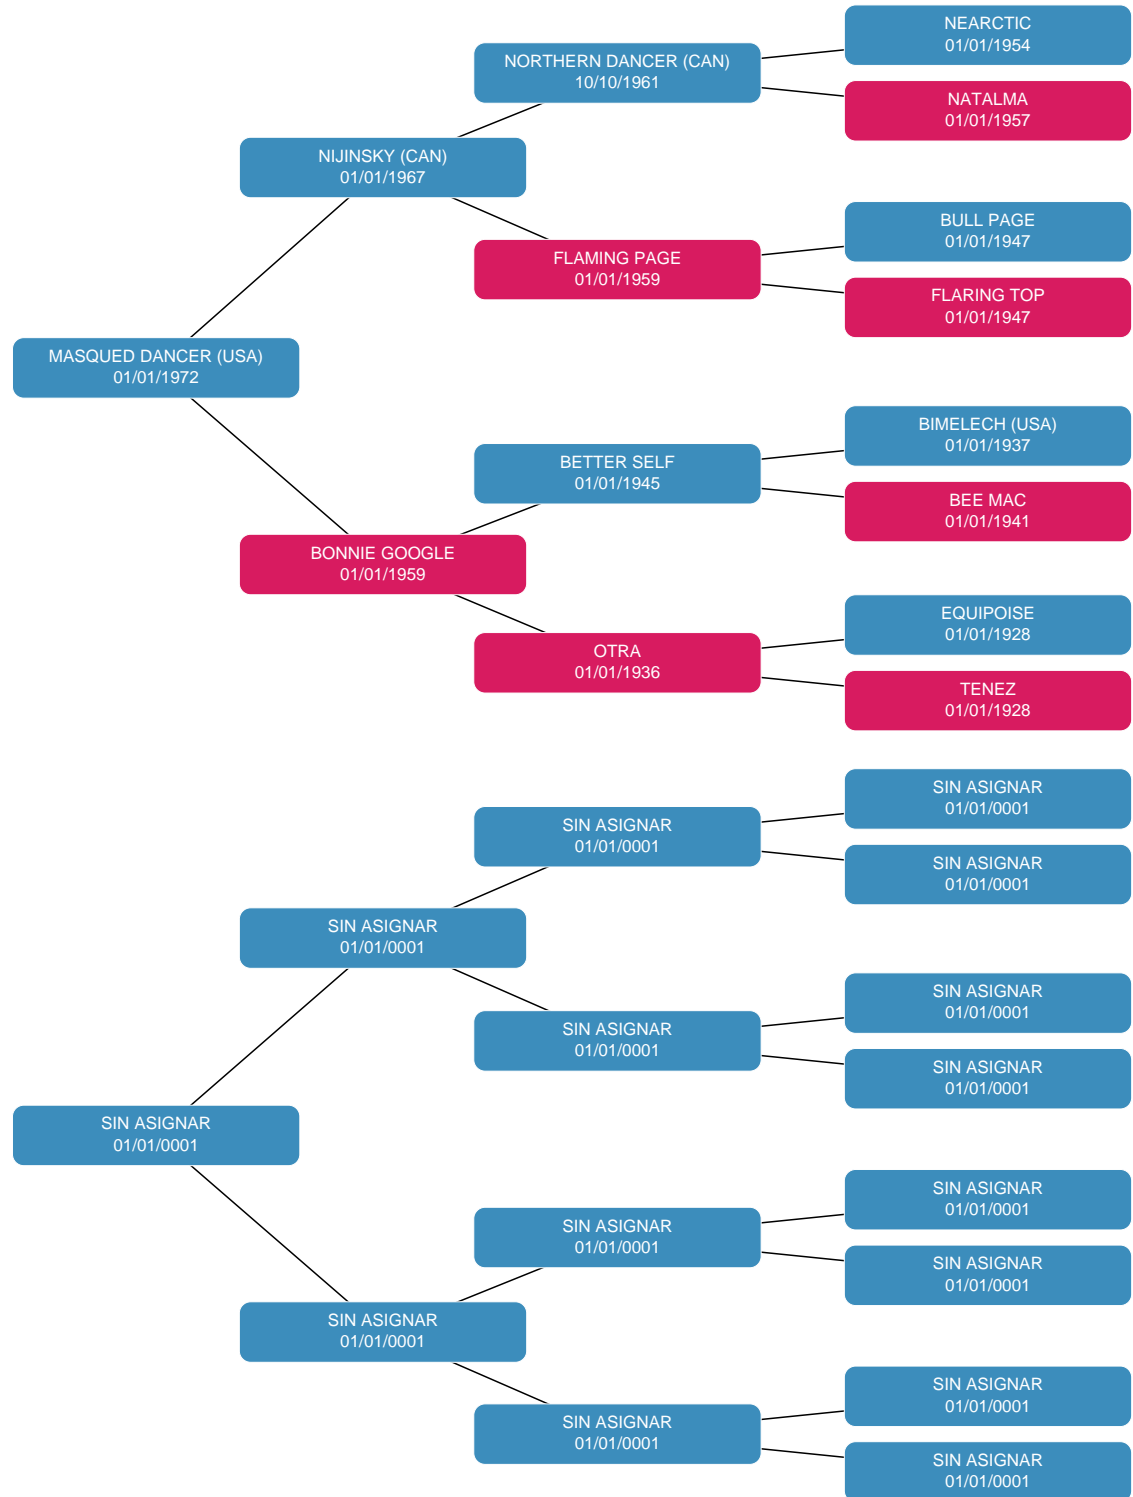 NEARCTIC
01/01/1954
NORTHERN DANCER (CAN)
10/10/1961
NATALMA
01/01/1957
NIJINSKY (CAN)
01/01/1967
BULL PAGE
01/01/1947
FLAMING PAGE
01/01/1959
FLARING TOP
01/01/1947
MASQUED DANCER (USA)
01/01/1972
BIMELECH (USA)
01/01/1937
BETTER SELF
01/01/1945
BEE MAC
01/01/1941
BONNIE GOOGLE
01/01/1959
EQUIPOISE
01/01/1928
OTRA
01/01/1936
TENEZ
01/01/1928
SIN ASIGNAR
01/01/0001
SIN ASIGNAR
01/01/0001
SIN ASIGNAR
01/01/0001
SIN ASIGNAR
01/01/0001
SIN ASIGNAR
01/01/0001
SIN ASIGNAR
01/01/0001
SIN ASIGNAR
01/01/0001
SIN ASIGNAR
01/01/0001
SIN ASIGNAR
01/01/0001
SIN ASIGNAR
01/01/0001
SIN ASIGNAR
01/01/0001
SIN ASIGNAR
01/01/0001
SIN ASIGNAR
01/01/0001
SIN ASIGNAR
01/01/0001
SIN ASIGNAR
01/01/0001